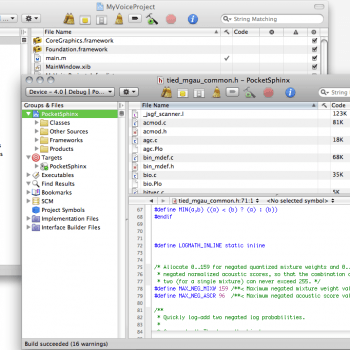 MyVoiceProject
String Matching
File Name
Code
CoreGraphics.framework
Foundation.framework
main.m
MainWindow.xib
tied_mgau_common.h - PocketSphinx
Device - 4.0 | Debug | Po...
String Matching
Groups & Files
PocketSphinx
Classes
Other Sources
Frameworks
Products
Targets
PocketSphinx
Executables
Find Results
Bookmarks
SCM
Project Symbols
Implementation Files
Interface Builder Files
File Name
Code
_jsgf_scanner.l 123K
acmod.c 81K
acmod.h
agc.c 18K
agc.Plo
bin_mdef.c 68K
bin_mdef.h
bio.c 35K
bio.Plo
bitvec.c 5K
tied_mgau_common.h:71:1 <No selected symbol>
67 #define MIN(a,b) ((a) < (b) ? (a) : (b))
68 #endif
#define LOGMATH_INLINE static inline
/* Allocate 0..159 for negated quantized mixture weights and 0..
* negated normalized acoustic scores, so that the combination o
* two (for a single mixture) can never exceed 255. */
#define MAX_NEG_MIXW 159 /**< Maximum negated mixture weight val
#define MAX_NEG_ASCR 96 /**< Maximum negated acoustic score val
/**
* Quickly log-add two negated log probabilities.
*
Build succeeded (16 warnings)